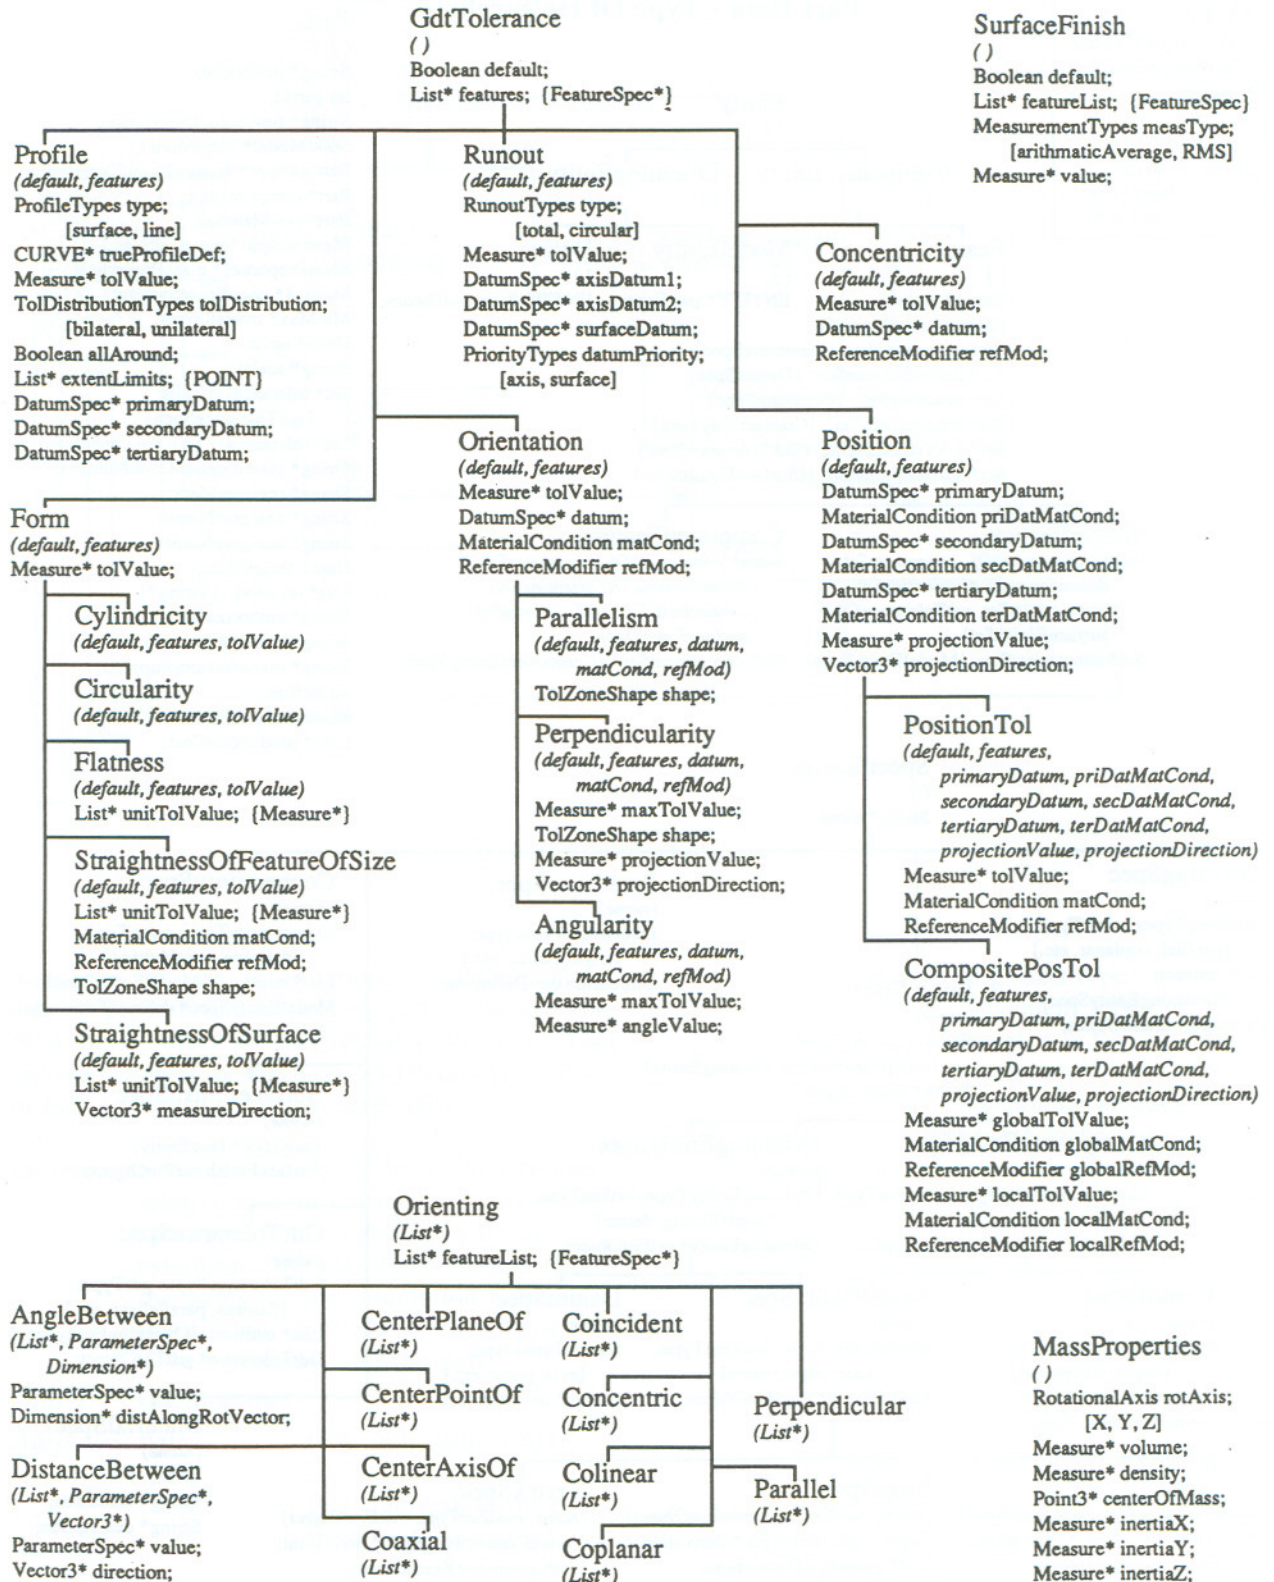 GdtTolerance
( )
Boolean default;
List* features; {FeatureSpec*}
SurfaceFinish
( )
Boolean default;
List* featureList; {FeatureSpec}
MeasurementTypes measType;
[arithmaticAverage, RMS]
Measure* value;
Profile
(default, features)
ProfileTypes type;
[surface, line]
CURVE* trueProfileDef;
Measure* tolValue;
TolDistributionTypes tolDistribution;
[bilateral, unilateral]
Boolean allAround;
List* extentLimits; {POINT}
DatumSpec* primaryDatum;
DatumSpec* secondaryDatum;
DatumSpec* tertiaryDatum;
Runout
(default, features)
RunoutTypes type;
[total, circular]
Measure* tolValue;
DatumSpec* axisDatum1;
DatumSpec* axisDatum2;
DatumSpec* surfaceDatum;
PriorityTypes datumPriority;
[axis, surface]
Concentricity
(default, features)
Measure* tolValue;
DatumSpec* datum;
ReferenceModifier refMod;
Form
(default, features)
Measure* tolValue;
Cylindricity
(default, features, tolValue)
Circularity
(default, features, tolValue)
Flatness
(default, features, tolValue)
List* unitTolValue; {Measure*}
StraightnessOfFeatureOfSize
(default, features, tolValue)
List* unitTolValue; {Measure*}
MaterialCondition matCond;
ReferenceModifier refMod;
TolZoneShape shape;
StraightnessOfSurface
(default, features, tolValue)
List* unitTolValue; {Measure*}
Vector3* measureDirection;
Orientation
(default, features)
Measure* tolValue;
DatumSpec* datum;
MaterialCondition matCond;
ReferenceModifier refMod;
Parallelism
(default, features, datum,
matCond, refMod)
TolZoneShape shape;
Perpendicularity
(default, features, datum,
matCond, refMod)
Measure* maxTolValue;
TolZoneShape shape;
Measure* projectionValue;
Vector3* projectionDirection;
Angularity
(default, features, datum,
matCond, refMod)
Measure* maxTolValue;
Measure* angleValue;
Position
(default, features)
DatumSpec* primaryDatum;
MaterialCondition priDatMatCond;
DatumSpec* secondaryDatum;
MaterialCondition secDatMatCond;
DatumSpec* tertiaryDatum;
MaterialCondition terDatMatCond;
Measure* projectionValue;
Vector3* projectionDirection;
PositionTol
(default, features,
primaryDatum, priDatMatCond,
secondaryDatum, secDatMatCond,
tertiaryDatum, terDatMatCond,
projectionValue, projectionDirection)
Measure* tolValue;
MaterialCondition matCond;
ReferenceModifier refMod;
CompositePosTol
(default, features,
primaryDatum, priDatMatCond,
secondaryDatum, secDatMatCond,
tertiaryDatum, terDatMatCond,
projectionValue, projectionDirection)
Measure* globalTolValue;
MaterialCondition globalMatCond;
ReferenceModifier globalRefMod;
Measure* localTolValue;
MaterialCondition localMatCond;
ReferenceModifier localRefMod;
Orienting
(List*)
List* featureList; {FeatureSpec*}
AngleBetween
(List*, ParameterSpec*,
Dimension*)
ParameterSpec* value;
Dimension* distAlongRotVector;
DistanceBetween
(List*, ParameterSpec*,
Vector3*)
ParameterSpec* value;
Vector3* direction;
CenterPlaneOf
(List*)
CenterPointOf
(List*)
CenterAxisOf
(List*)
Coaxial
(List*)
Coincident
(List*)
Concentric
(List*)
Colinear
(List*)
Coplanar
(List*)
Perpendicular
(List*)
Parallel
(List*)
MassProperties
( )
RotationalAxis rotAxis;
[X, Y, Z]
Measure* volume;
Measure* density;
Point3* centerOfMass;
Measure* inertiaX;
Measure* inertiaY;
Measure* inertiaZ;